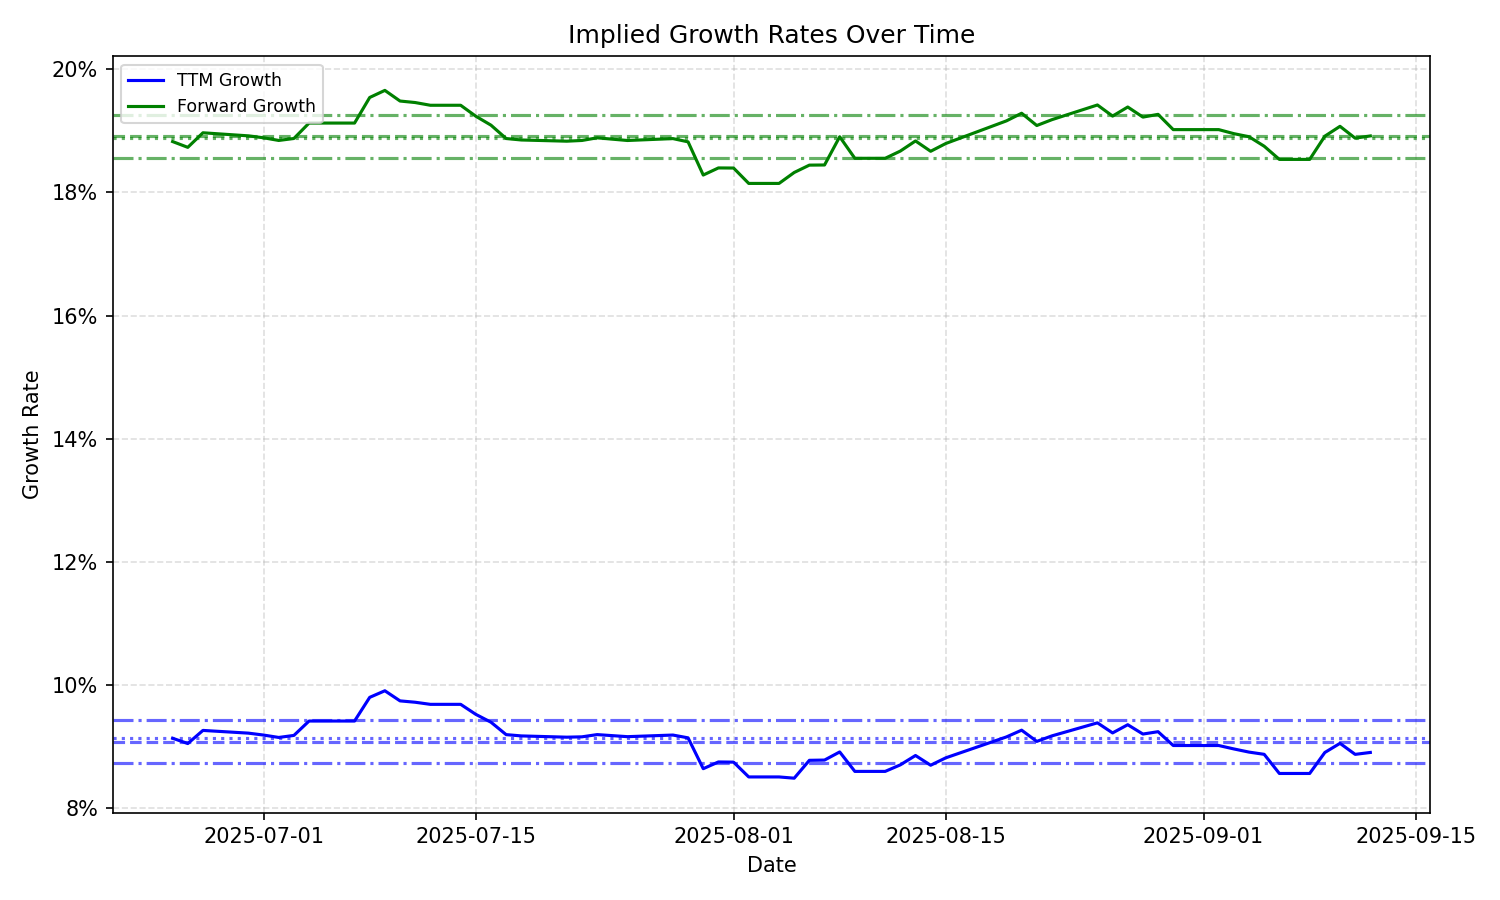 Implied Growth Rates Over Time
TTM Growth
Forward Growth
20%
18%
16%
14%
12%
10%
8%
Growth Rate
2025-07-01
2025-07-15
2025-08-01
2025-08-15
2025-09-01
2025-09-15
Date